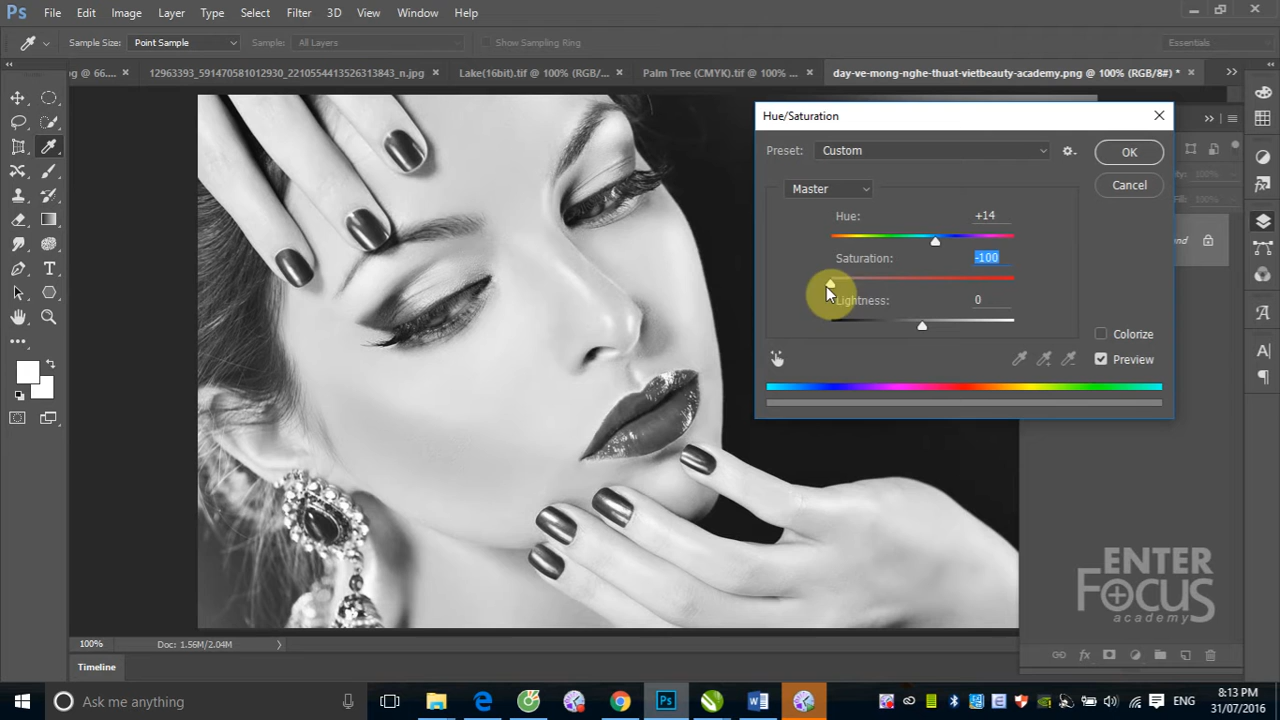 Ps File Edit Image Layer Type Select Filter 3D View Window Help
Sample Size: Point Sample Sample: All Layers Show Sampling Ring Essentials
pg @ 66.... × 12963393_591470581012930_2210554413526313843_n.jpg × Lake(16bit).tif @ 100% (RGB/... × Palm Tree (CMYK).tif @ 100% ... × day-ve-mong-nghe-thuat-vietbeauty-academy.png @ 100% (RGB/8#) * ×
Hue/Saturation
Preset: Custom OK
Cancel
Master
Hue: +14
Saturation: -100
Lightness: 0
Colorize
Preview
100%
100%
ENTER
FOCUS
academy
100% Doc: 1.56M/2.04M
Timeline
Ask me anything
ENG
8:13 PM
31/07/2016